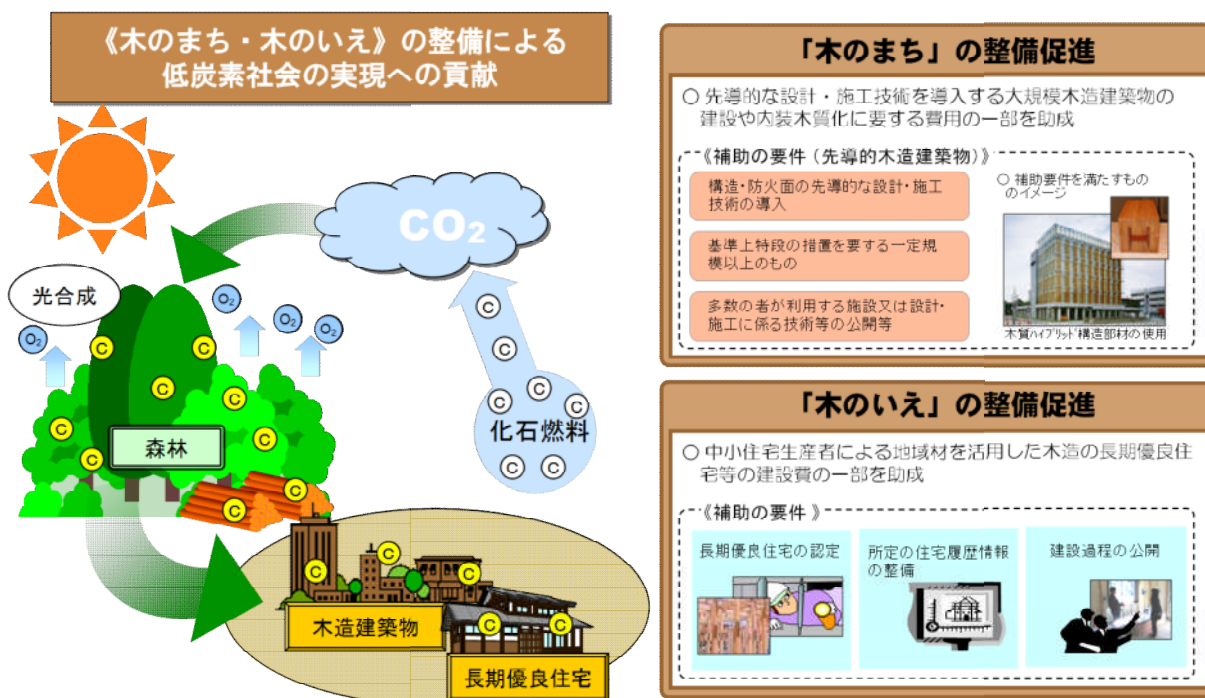 《木のまち・木のいえ》の整備による
低炭素社会の実現への貢献
CO₂
光合成
O₂
O₂
O₂
O₂
C
C
C
C
C
C
C
C
C
C
森林
C
C
C
C
C
C
C
化石燃料
C
C
C
C
C
C
C
木造建築物
長期優良住宅
「木のまち」の整備促進
○ 先導的な設計・施工技術を導入する大規模木造建築物の
建設や内装木質化に要する費用の一部を助成
《補助の要件(先導的木造建築物)》
構造・防火面の先導的な設計・施工
技術の導入
基準上特段の措置を要する一定規
模以上のもの
多数の者が利用する施設又は設計・
施工に係る技術等の公開等
○ 補助要件を満たすもの
のイメージ
木質ハイブリッド構造部材の使用
「木のいえ」の整備促進
○ 中小住宅生産者による地域材を活用した木造の長期優良住
宅等の建設費の一部を助成
《補助の要件 》
長期優良住宅の認定
所定の住宅履歴情報
の整備
建設過程の公開